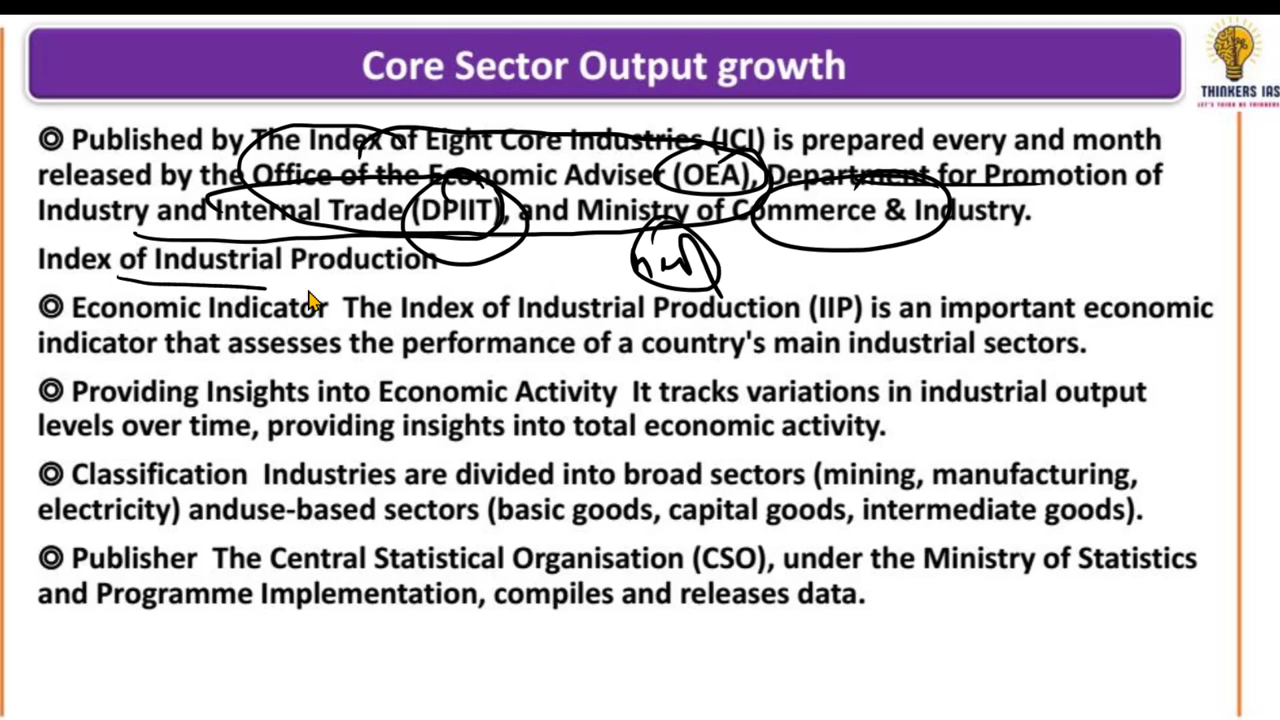 Core Sector Output growth
THINKERS IAS
LET'S THINK BE THINKERS
◎ Published by The Index of Eight Core Industries (ICI) is prepared every and month
released by the Office of the Economic Adviser (OEA), Department for Promotion of
Industry and Internal Trade (DPIIT), and Ministry of Commerce & Industry.
Index of Industrial Production
◎ Economic Indicator The Index of Industrial Production (IIP) is an important economic
indicator that assesses the performance of a country's main industrial sectors.
◎ Providing Insights into Economic Activity It tracks variations in industrial output
levels over time, providing insights into total economic activity.
◎ Classification Industries are divided into broad sectors (mining, manufacturing,
electricity) anduse-based sectors (basic goods, capital goods, intermediate goods).
◎ Publisher The Central Statistical Organisation (CSO), under the Ministry of Statistics
and Programme Implementation, compiles and releases data.